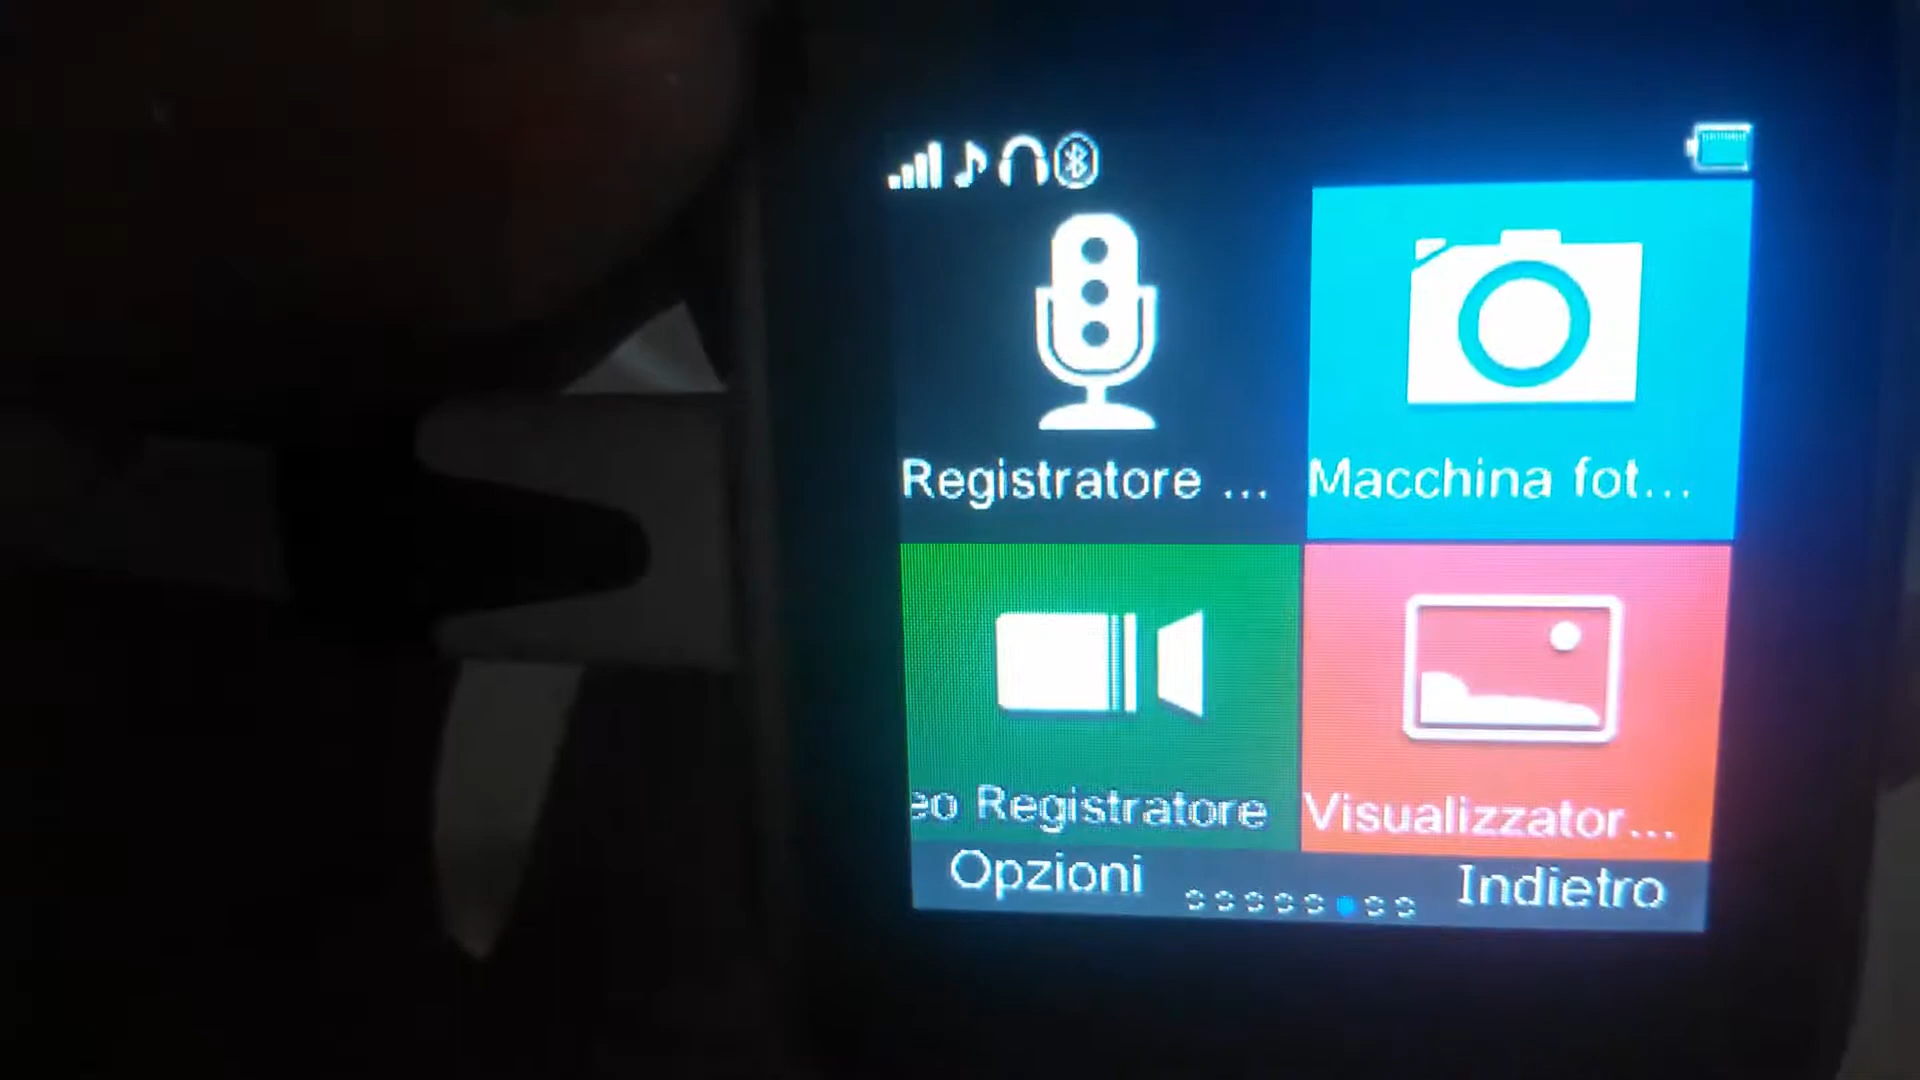 Registratore ...
Macchina fot...
eo Registratore
Visualizzator...
Opzioni
Indietro